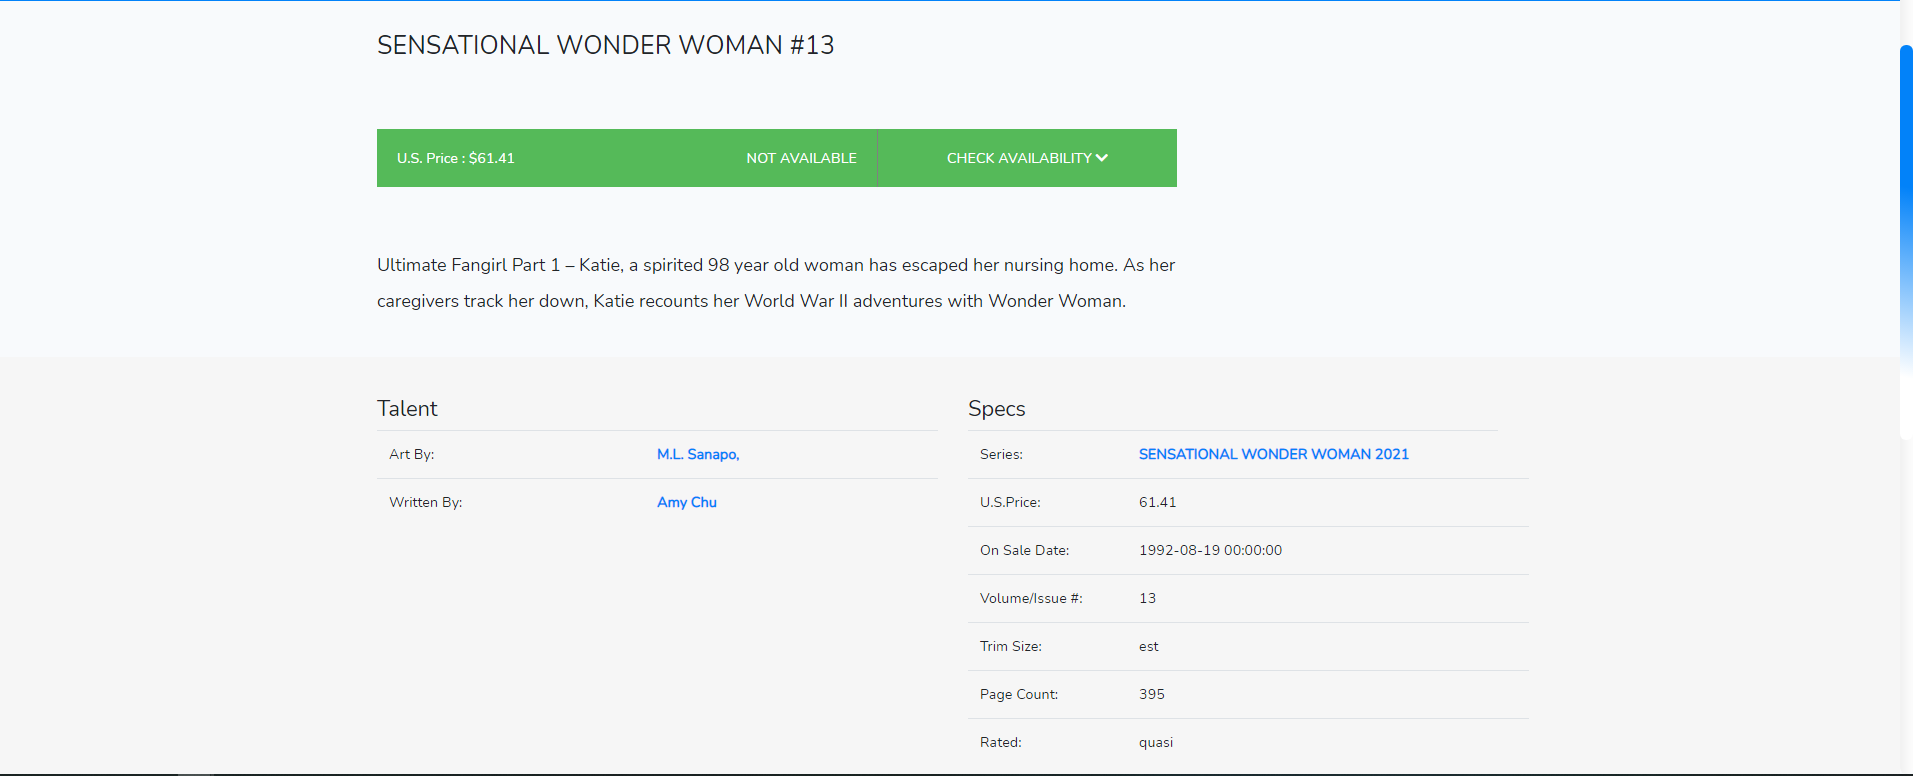 SENSATIONAL WONDER WOMAN #13
U.S. Price : $61.41 NOT AVAILABLE CHECK AVAILABILITY
Ultimate Fangirl Part 1 – Katie, a spirited 98 year old woman has escaped her nursing home. As her
caregivers track her down, Katie recounts her World War II adventures with Wonder Woman.
Talent
Art By: M.L. Sanapo,
Written By: Amy Chu
Specs
Series: SENSATIONAL WONDER WOMAN 2021
U.S.Price: 61.41
On Sale Date: 1992-08-19 00:00:00
Volume/Issue #: 13
Trim Size: est
Page Count: 395
Rated: quasi